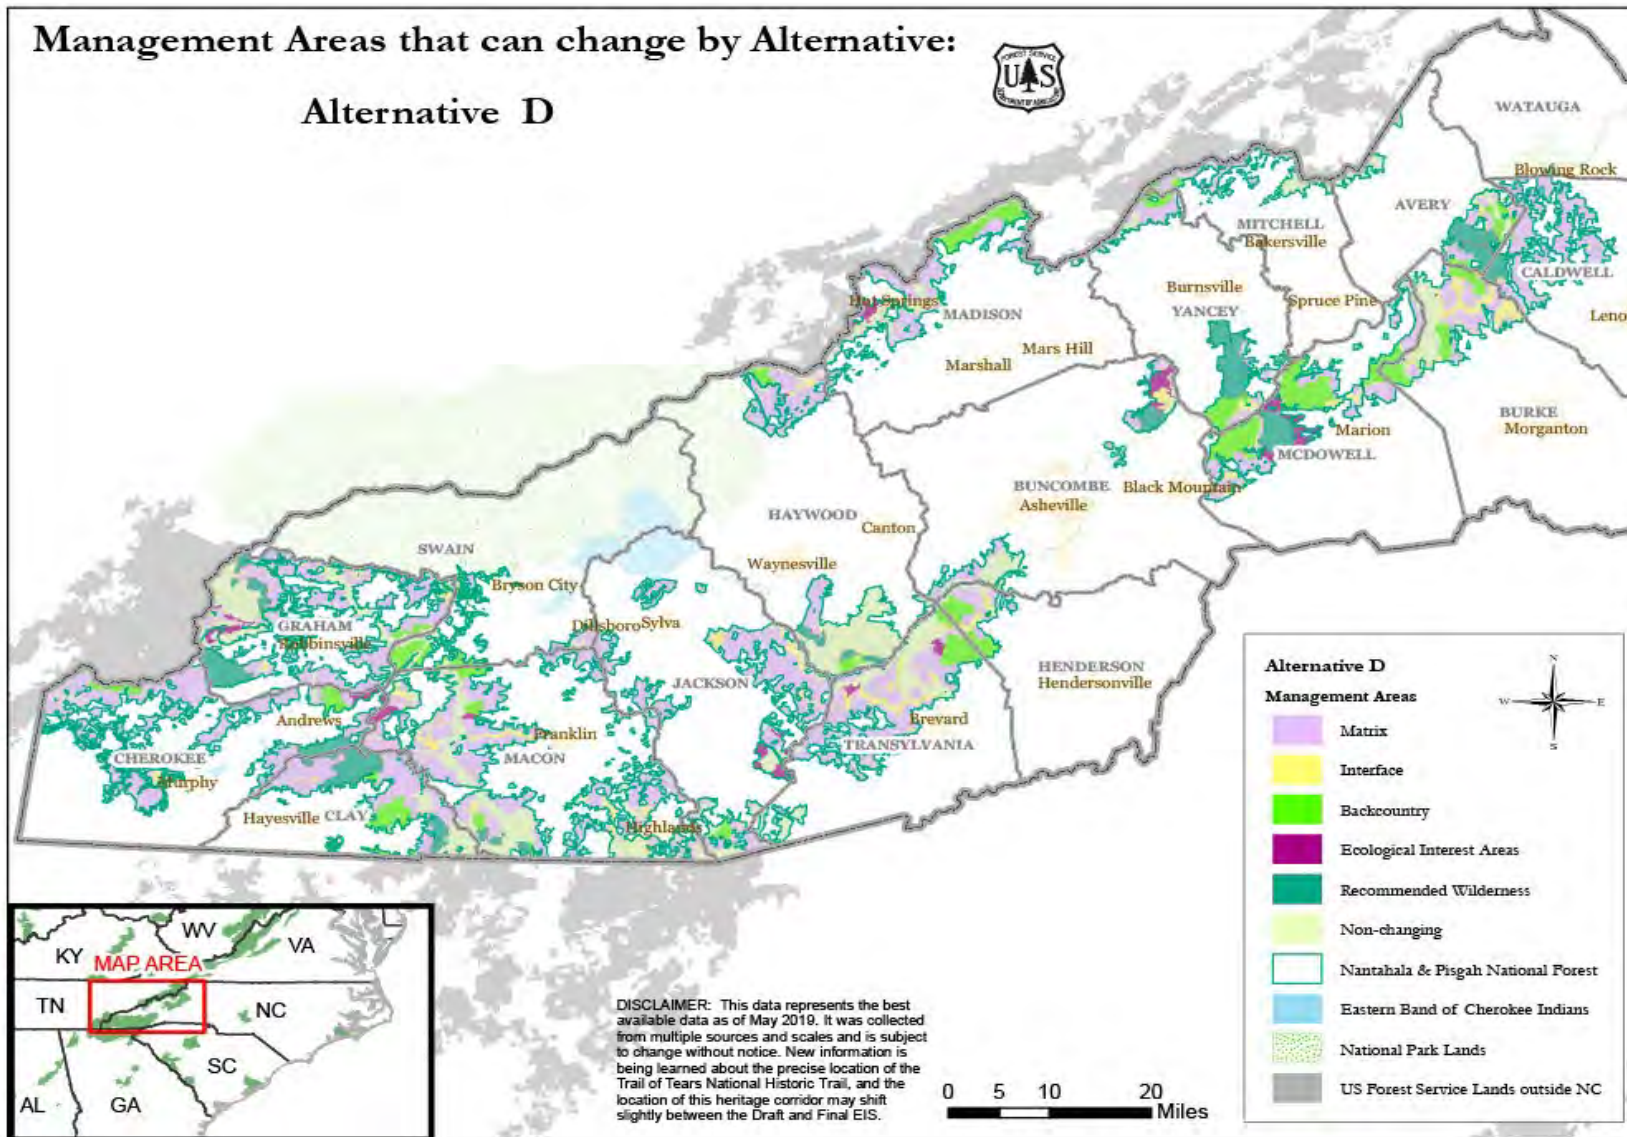 Management Areas that can change by Alternative:
Alternative D
FOREST SERVICE
U S
DEPARTMENT OF AGRICULTURE
WATAUGA
Blowing Rock
AVERY
MITCHELL
Bakersville
CALDWELL
Burnsville
Hot Springs
Spruce Pine
YANCEY
MADISON
Leno
Mars Hill
Marshall
BURKE
Morganton
Marion
MCDOWELL
BUNCOMBE
Black Mountain
Asheville
HAYWOOD
Canton
SWAIN
Waynesville
Bryson City
GRAHAM
Dillsboro
Sylva
Robbinsville
HENDERSON
Hendersonville
JACKSON
Andrews
Brevard
Franklin
TRANSYLVANIA
CHEROKEE
MACON
Murphy
Hayesville
CLAY
Highlands
Alternative D
Management Areas
N
W
E
S
Matrix
Interface
Backcountry
Ecological Interest Areas
Recommended Wilderness
Non-changing
Nantahala & Pisgah National Forest
Eastern Band of Cherokee Indians
National Park Lands
US Forest Service Lands outside NC
WV
VA
KY
MAP AREA
TN
NC
SC
AL
GA
DISCLAIMER: This data represents the best
available data as of May 2019. It was collected
from multiple sources and scales and is subject
to change without notice. New information is
being learned about the precise location of the
Trail of Tears National Historic Trail, and the
location of this heritage corridor may shift
slightly between the Draft and Final EIS.
0 5 10 20
Miles